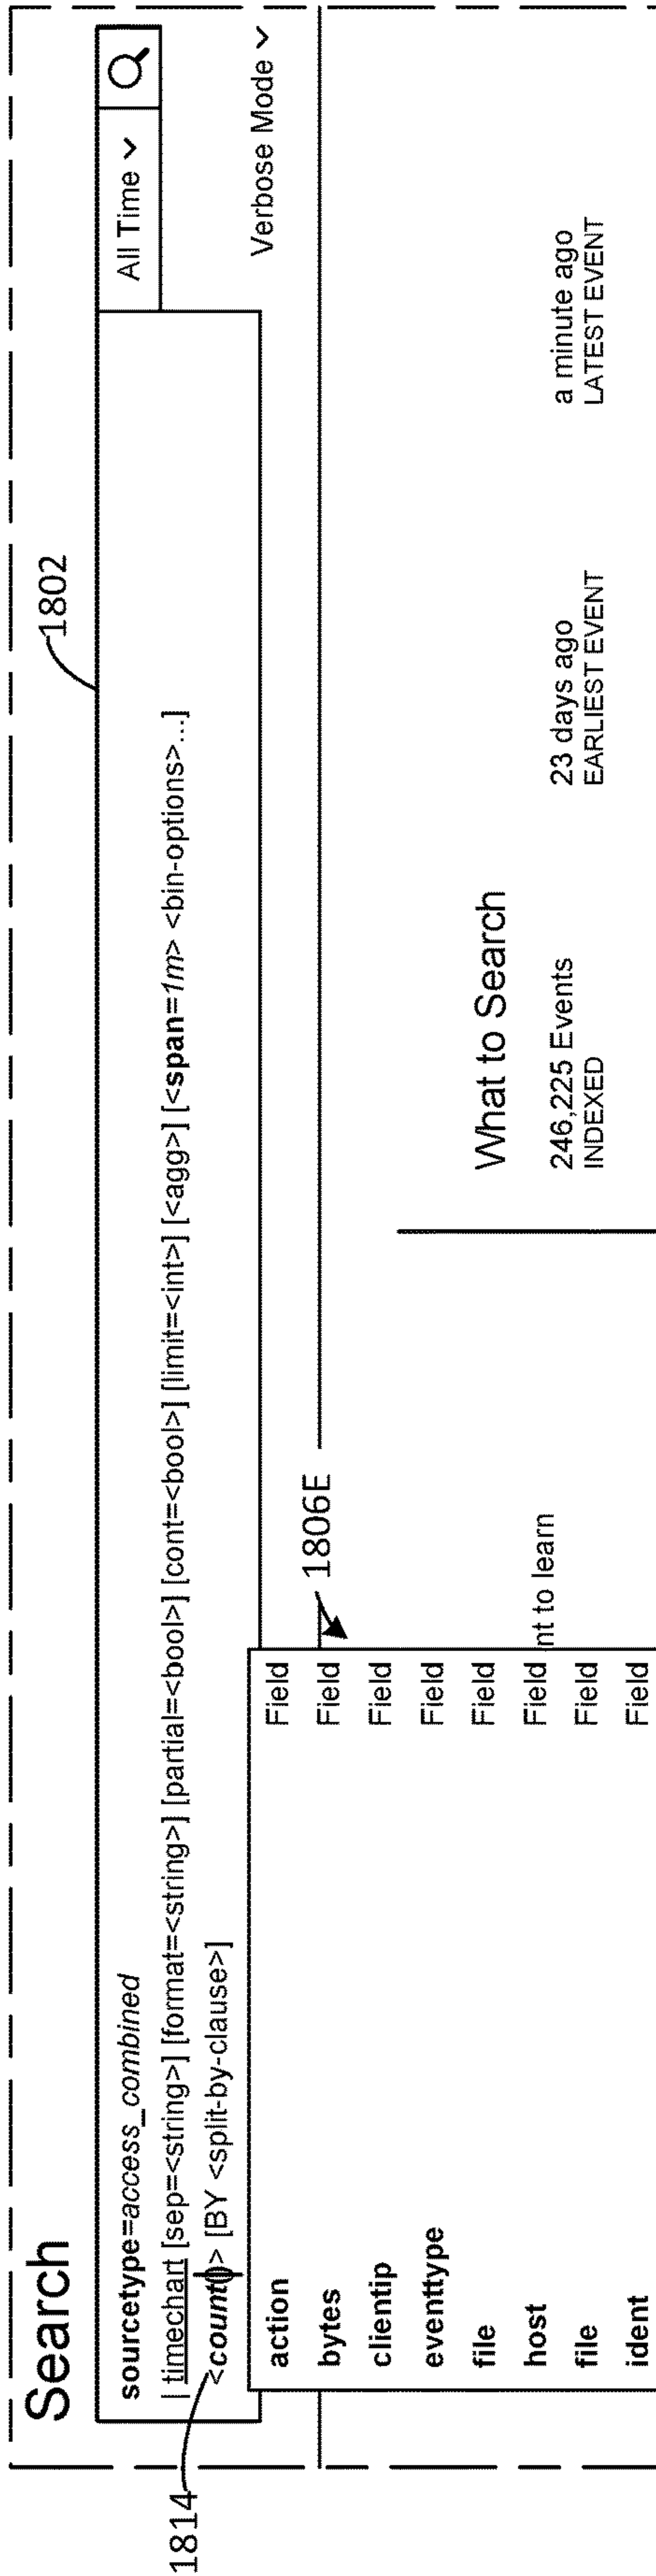 Search
1802
sourcetype=access_combined
All Time
| timechart [sep=<string>] [format=<string>] [partial=<bool>] [cont=<bool>] [limit=<int>] [<agg>] [<span=1m> <bin-options>...]
1814
<count()> [BY <split-by-clause>]
Verbose Mode
1806E
action Field
bytes Field
clientip Field
eventtype Field
file Field
host Field
file Field
ident Field
nt to learn
What to Search
246,225 Events
INDEXED
23 days ago
EARLIEST EVENT
a minute ago
LATEST EVENT